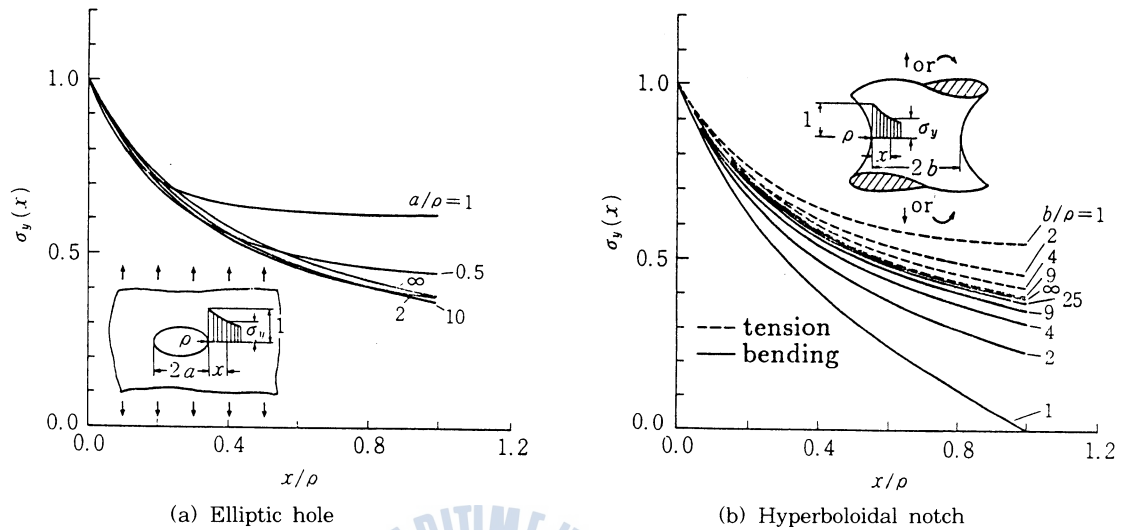 σy(x)
1.0
0.5
0.0
0.0
0.4
0.8
1.2
x/ρ
a/ρ=1
0.5
∞
2
10
ρ
2a
x
1
(a) Elliptic hole
σy(x)
1.0
0.5
0.0
0.0
0.4
0.8
1.2
x/ρ
or
1
ρ
σy
x
2b
or
b/ρ=1
2
4
9
∞
25
9
4
2
1
tension
bending
(b) Hyperboloidal notch